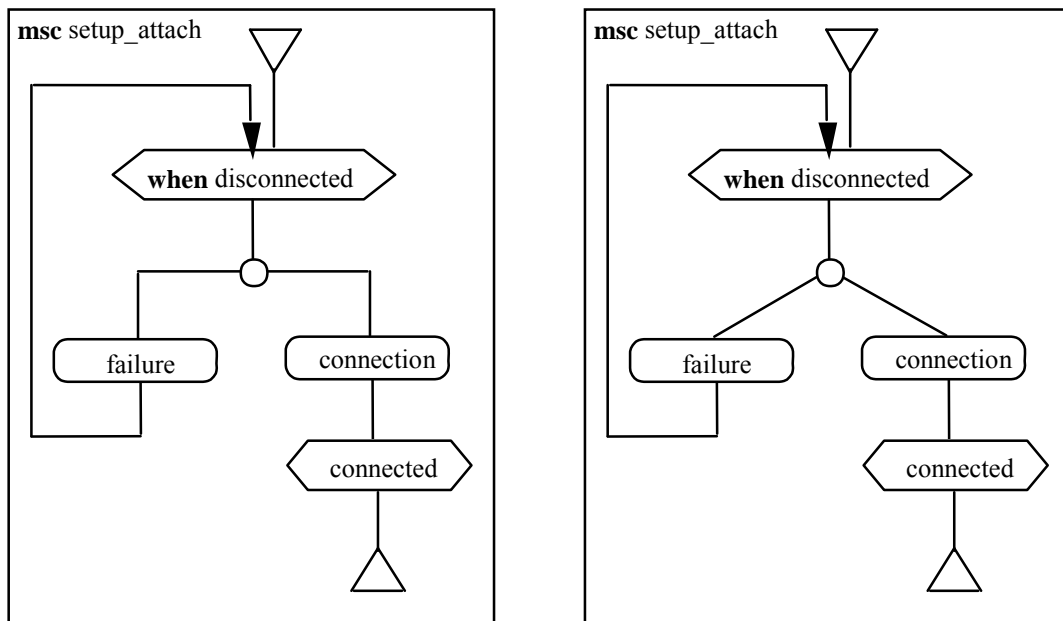 msc setup_attach
when disconnected
failure
connection
connected
msc setup_attach
when disconnected
failure
connection
connected